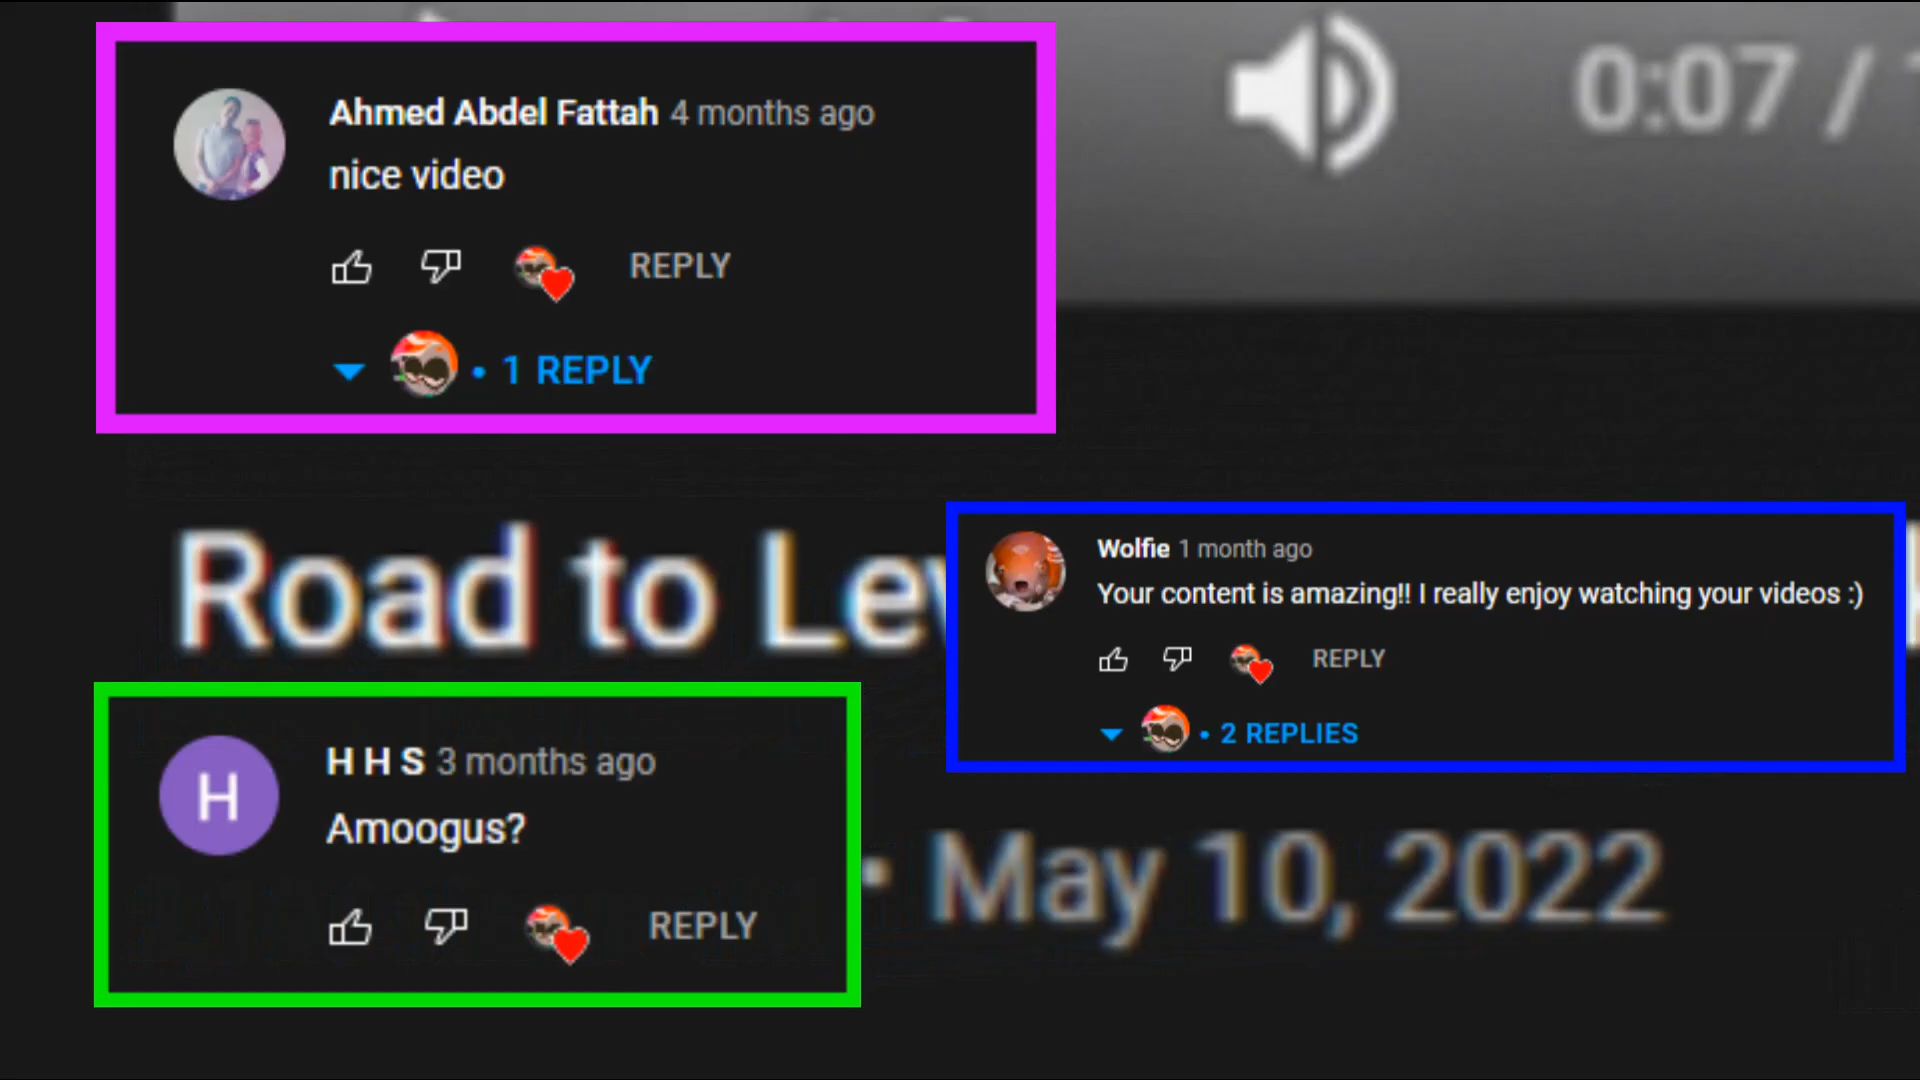 0:07 /
Ahmed Abdel Fattah 4 months ago
nice video
REPLY
• 1 REPLY
Road to Lev
Wolfie 1 month ago
Your content is amazing!! I really enjoy watching your videos :)
REPLY
• 2 REPLIES
H
H H S 3 months ago
Amoogus?
REPLY
• May 10, 2022